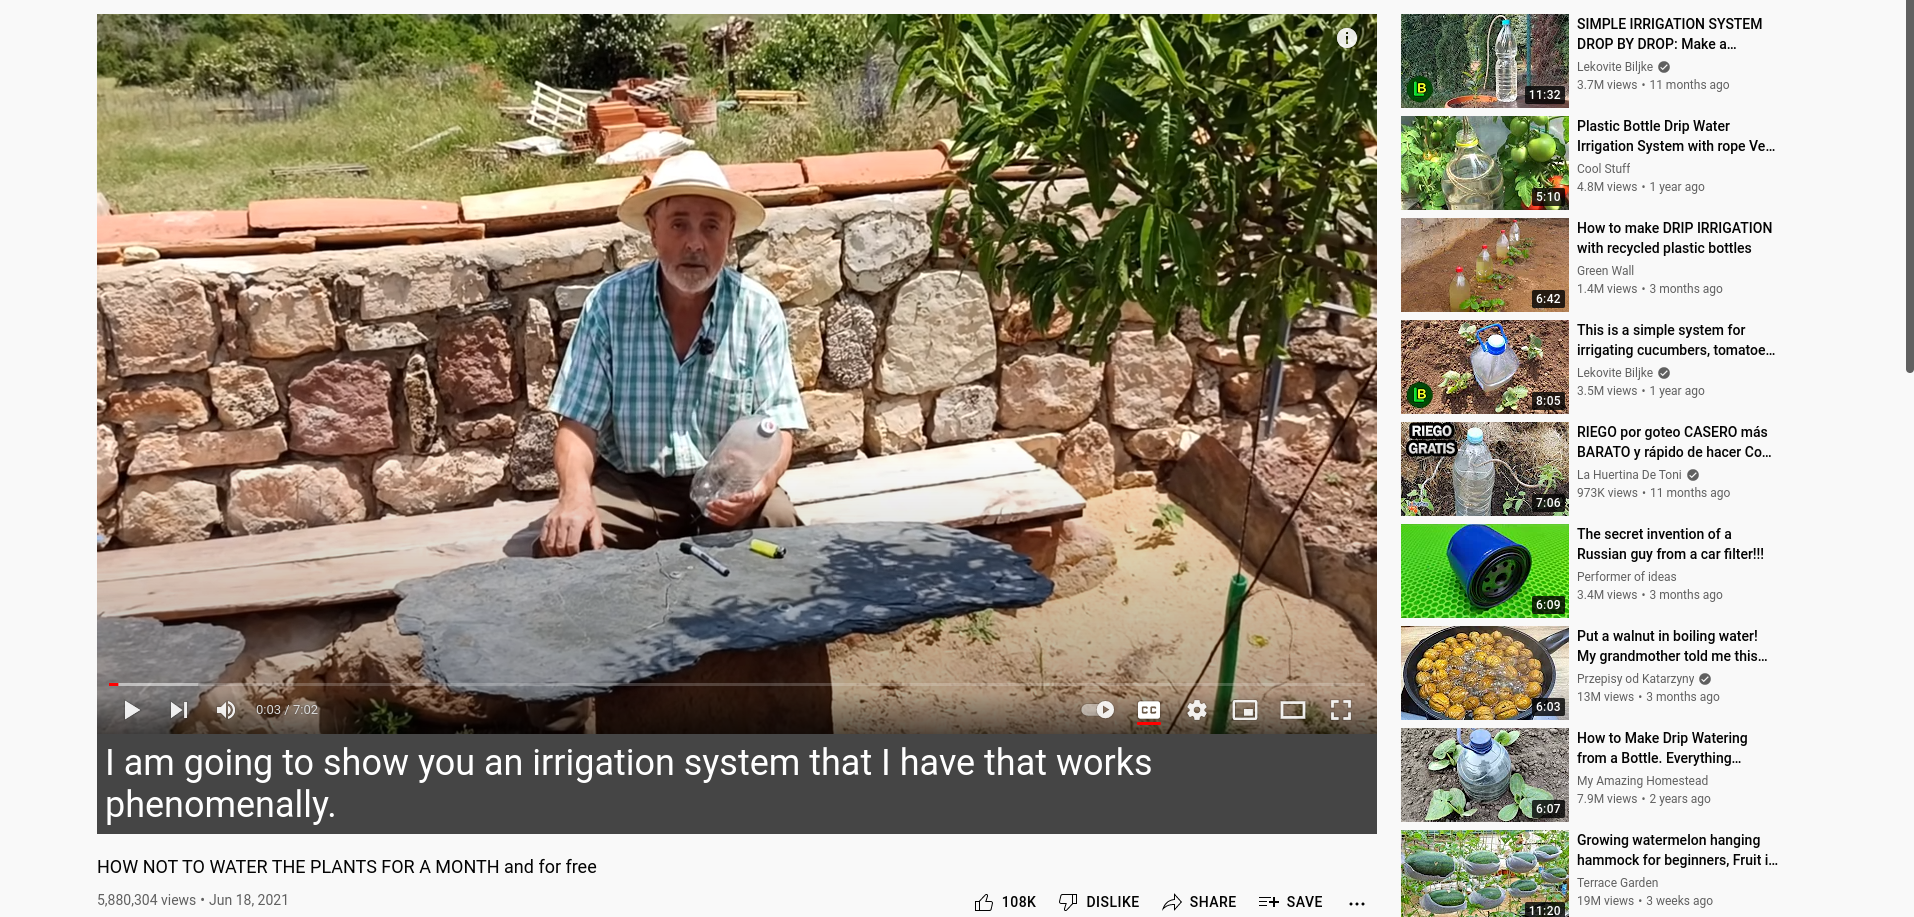 I am going to show you an irrigation system that I have that works
phenomenally.
0:03 / 7:02
CC
HOW NOT TO WATER THE PLANTS FOR A MONTH and for free
5,880,304 views • Jun 18, 2021
108K
DISLIKE
SHARE
SAVE
SIMPLE IRRIGATION SYSTEM
DROP BY DROP: Make a…
Lekovite Biljke
3.7M views • 11 months ago
LB
11:32
Plastic Bottle Drip Water
Irrigation System with rope Ve…
Cool Stuff
4.8M views • 1 year ago
5:10
How to make DRIP IRRIGATION
with recycled plastic bottles
Green Wall
1.4M views • 3 months ago
6:42
This is a simple system for
irrigating cucumbers, tomatoe…
Lekovite Biljke
3.5M views • 1 year ago
LB
8:05
RIEGO
GRATIS
RIEGO por goteo CASERO más
BARATO y rápido de hacer Co…
La Huertina De Toni
973K views • 11 months ago
7:06
The secret invention of a
Russian guy from a car filter!!!
Performer of ideas
3.4M views • 3 months ago
6:09
Put a walnut in boiling water!
My grandmother told me this…
Przepisy od Katarzyny
13M views • 3 months ago
6:03
How to Make Drip Watering
from a Bottle. Everything…
My Amazing Homestead
7.9M views • 2 years ago
6:07
Growing watermelon hanging
hammock for beginners, Fruit i…
Terrace Garden
19M views • 3 weeks ago
11:20